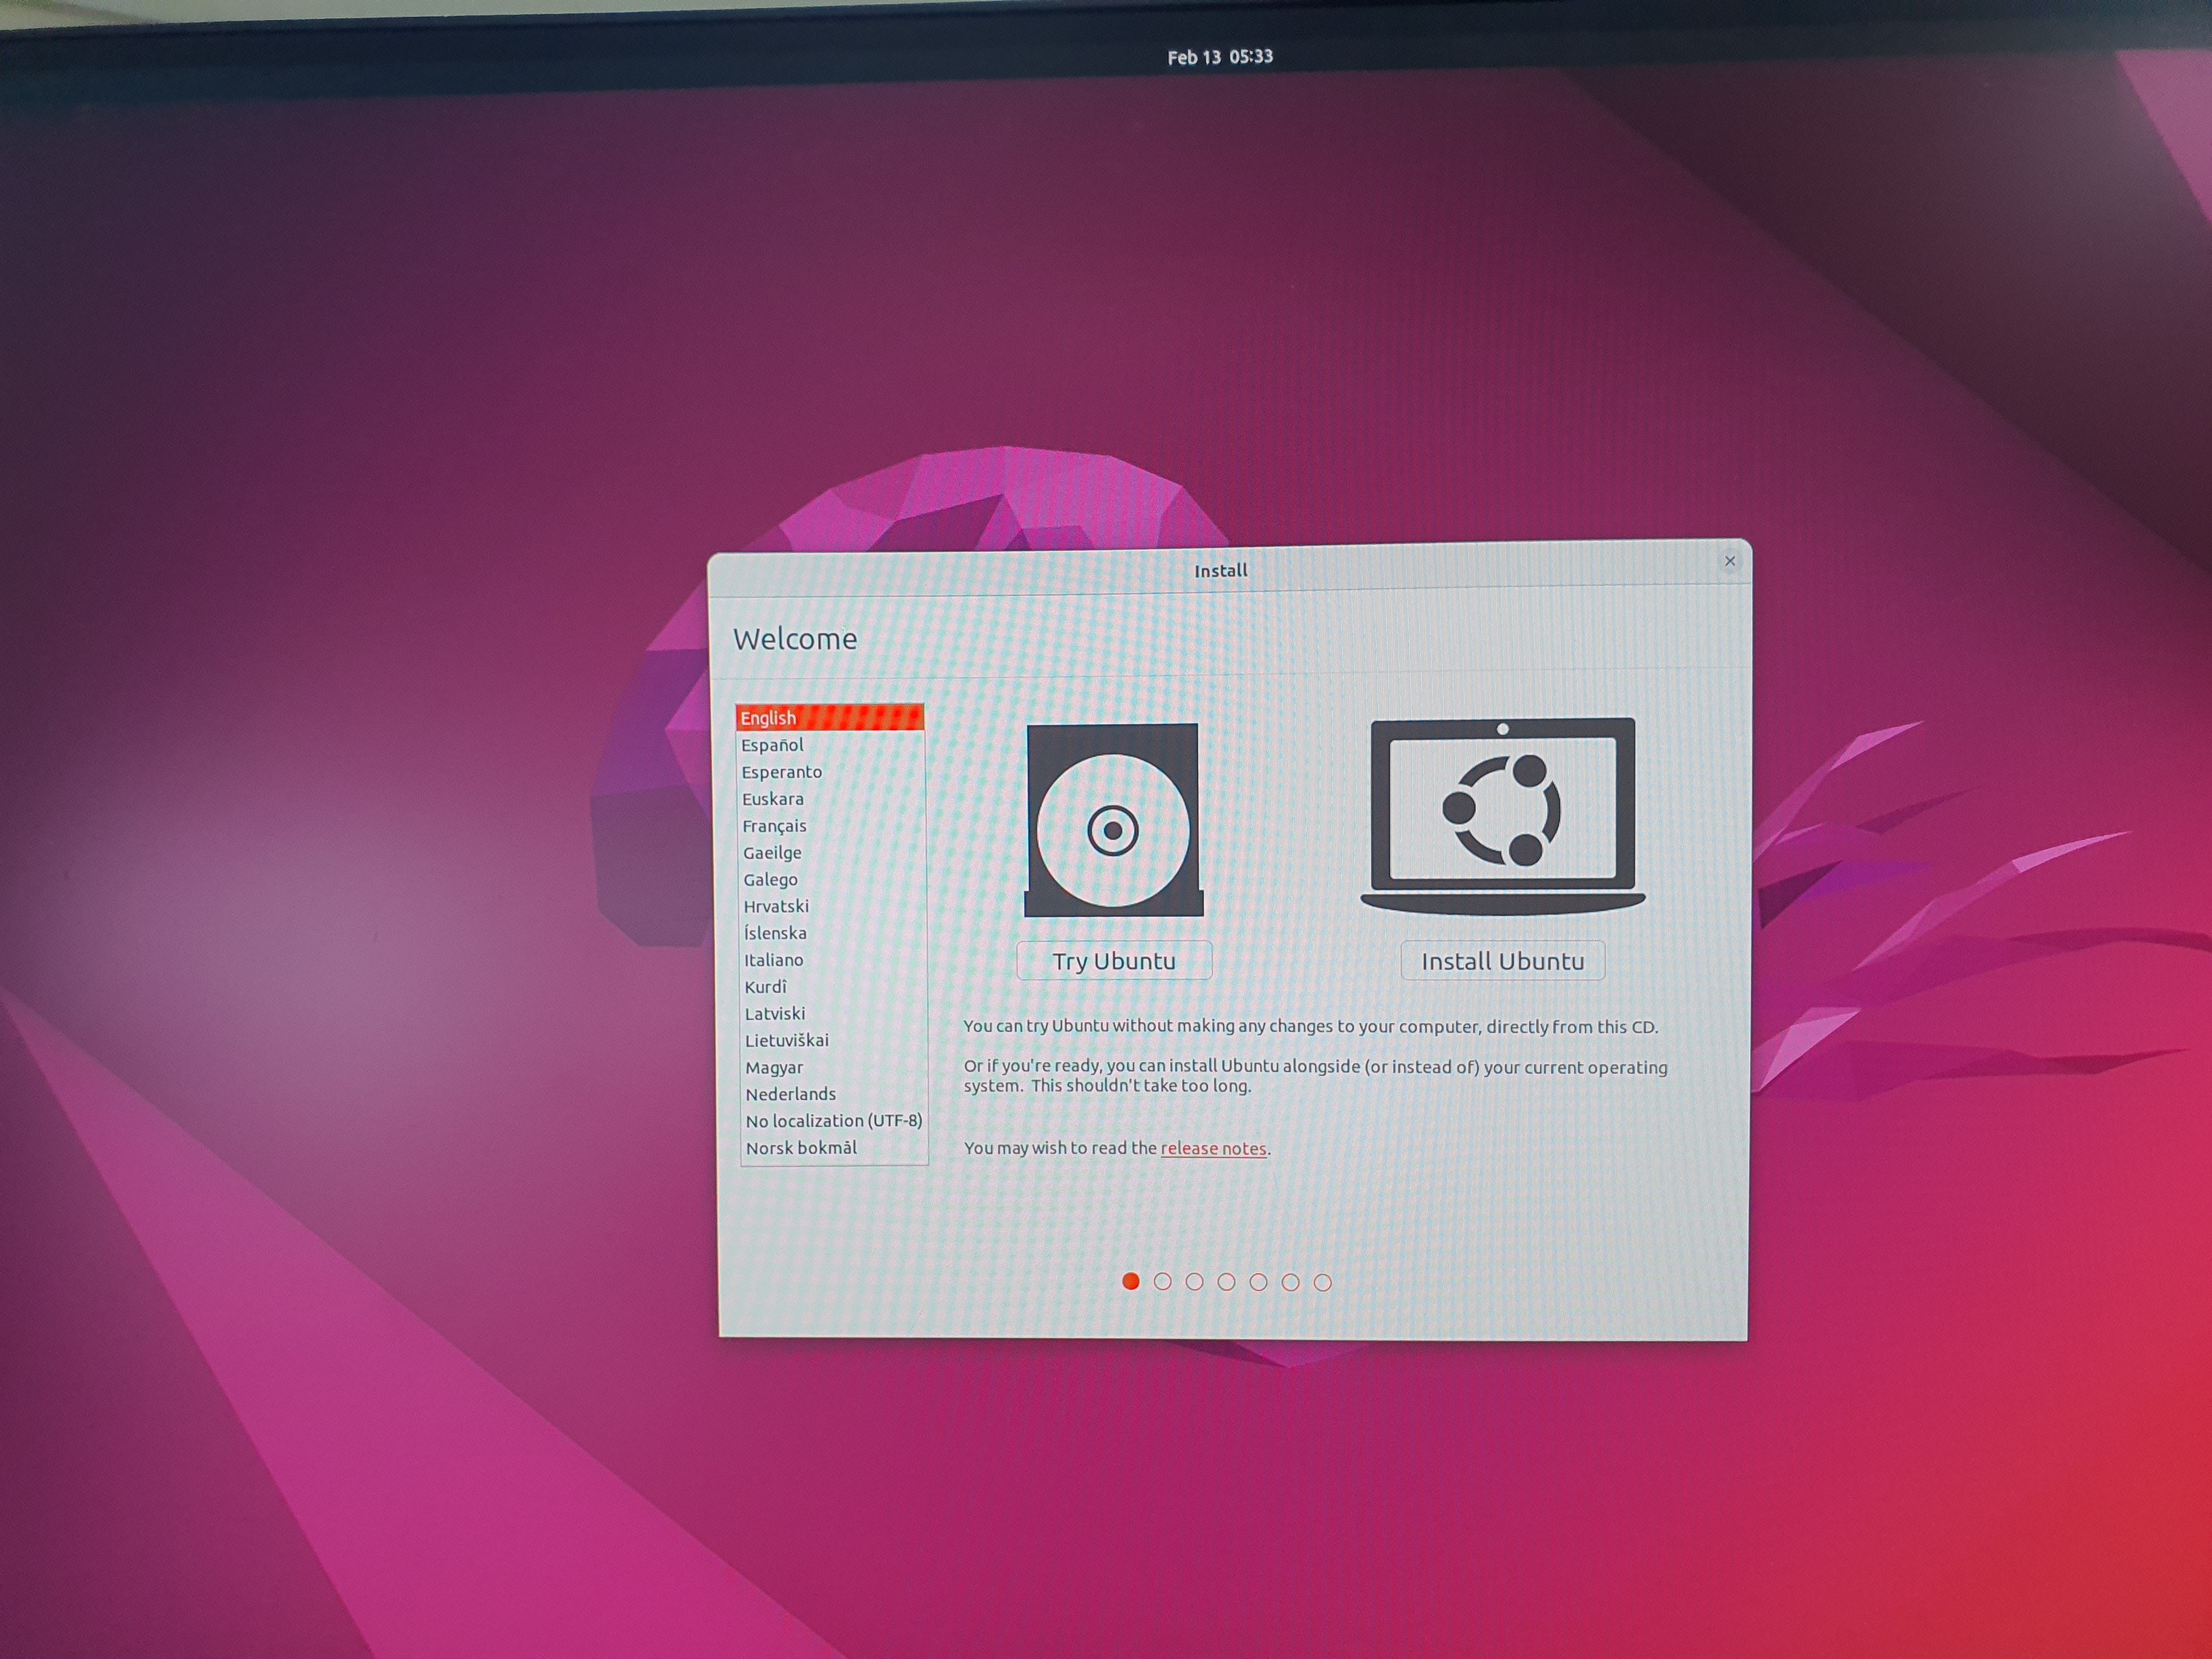 Feb 13 05:33
Install
Welcome
English
Español
Esperanto
Euskara
Français
Gaeilge
Galego
Hrvatski
Íslenska
Italiano
Kurdî
Latviski
Lietuviškai
Magyar
Nederlands
No localization (UTF-8)
Norsk bokmål
Try Ubuntu
Install Ubuntu
You can try Ubuntu without making any changes to your computer, directly from this CD.
Or if you're ready, you can install Ubuntu alongside (or instead of) your current operating
system. This shouldn't take too long.
You may wish to read the release notes.